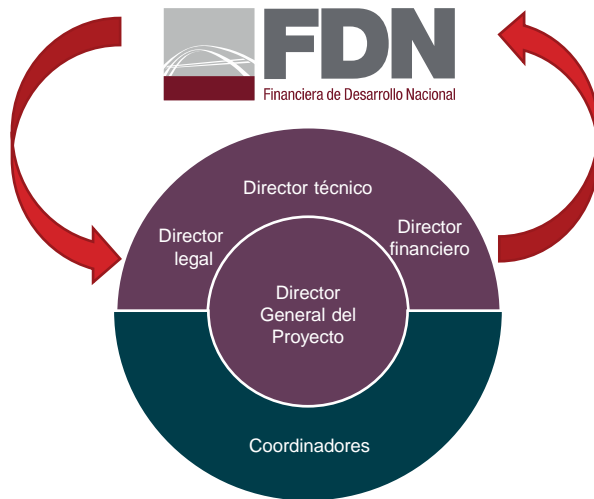 FDN
Financiera de Desarrollo Nacional
Director técnico
Director
legal
Director
financiero
Director
General del
Proyecto
Coordinadores